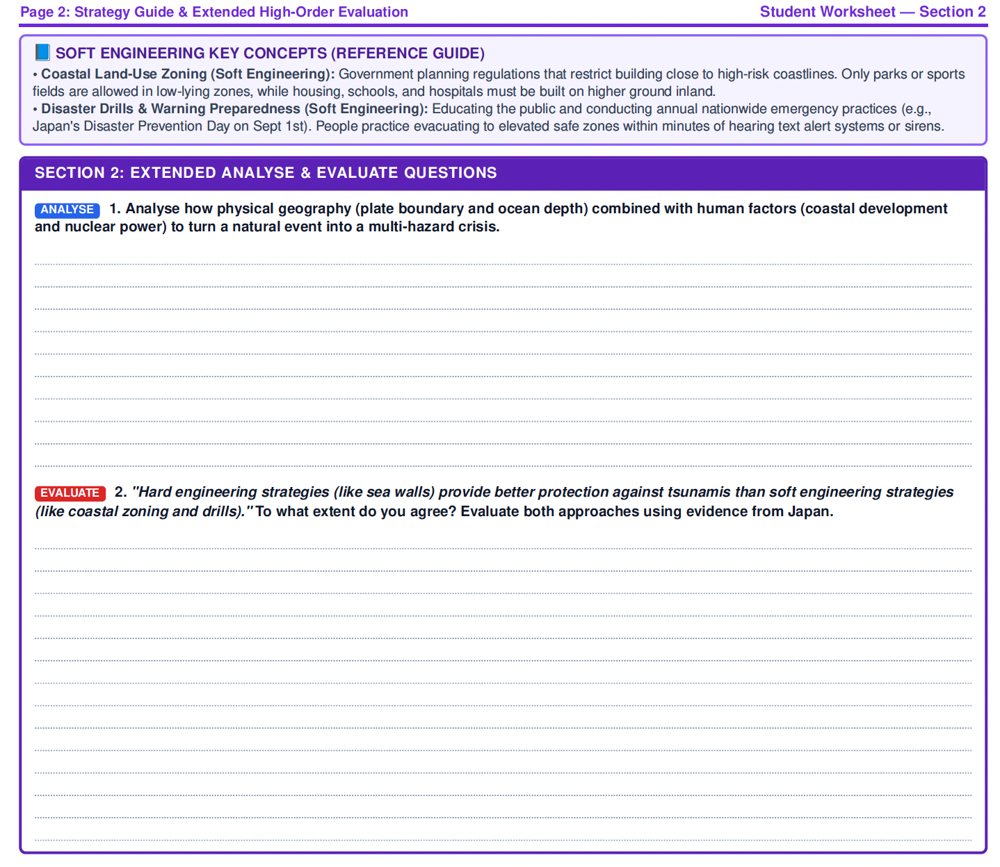 Page 2: Strategy Guide & Extended High-Order Evaluation
Student Worksheet — Section 2
📘 SOFT ENGINEERING KEY CONCEPTS (REFERENCE GUIDE)
• Coastal Land-Use Zoning (Soft Engineering): Government planning regulations that restrict building close to high-risk coastlines. Only parks or sports
fields are allowed in low-lying zones, while housing, schools, and hospitals must be built on higher ground inland.
• Disaster Drills & Warning Preparedness (Soft Engineering): Educating the public and conducting annual nationwide emergency practices (e.g.,
Japan's Disaster Prevention Day on Sept 1st). People practice evacuating to elevated safe zones within minutes of hearing text alert systems or sirens.
SECTION 2: EXTENDED ANALYSE & EVALUATE QUESTIONS
ANALYSE 1. Analyse how physical geography (plate boundary and ocean depth) combined with human factors (coastal development
and nuclear power) to turn a natural event into a multi-hazard crisis.
EVALUATE 2. "Hard engineering strategies (like sea walls) provide better protection against tsunamis than soft engineering strategies
(like coastal zoning and drills)." To what extent do you agree? Evaluate both approaches using evidence from Japan.